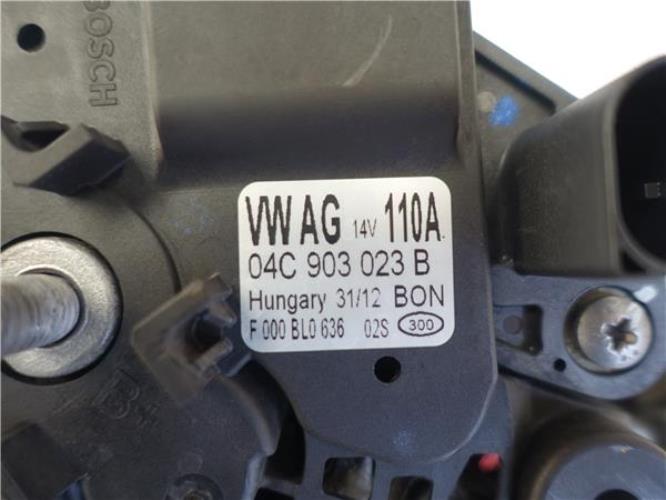 BOSCH
VW AG 14V 110A
04C 903 023 B
Hungary 31/12 BON
F 000 BL0 636 02S 300
B+